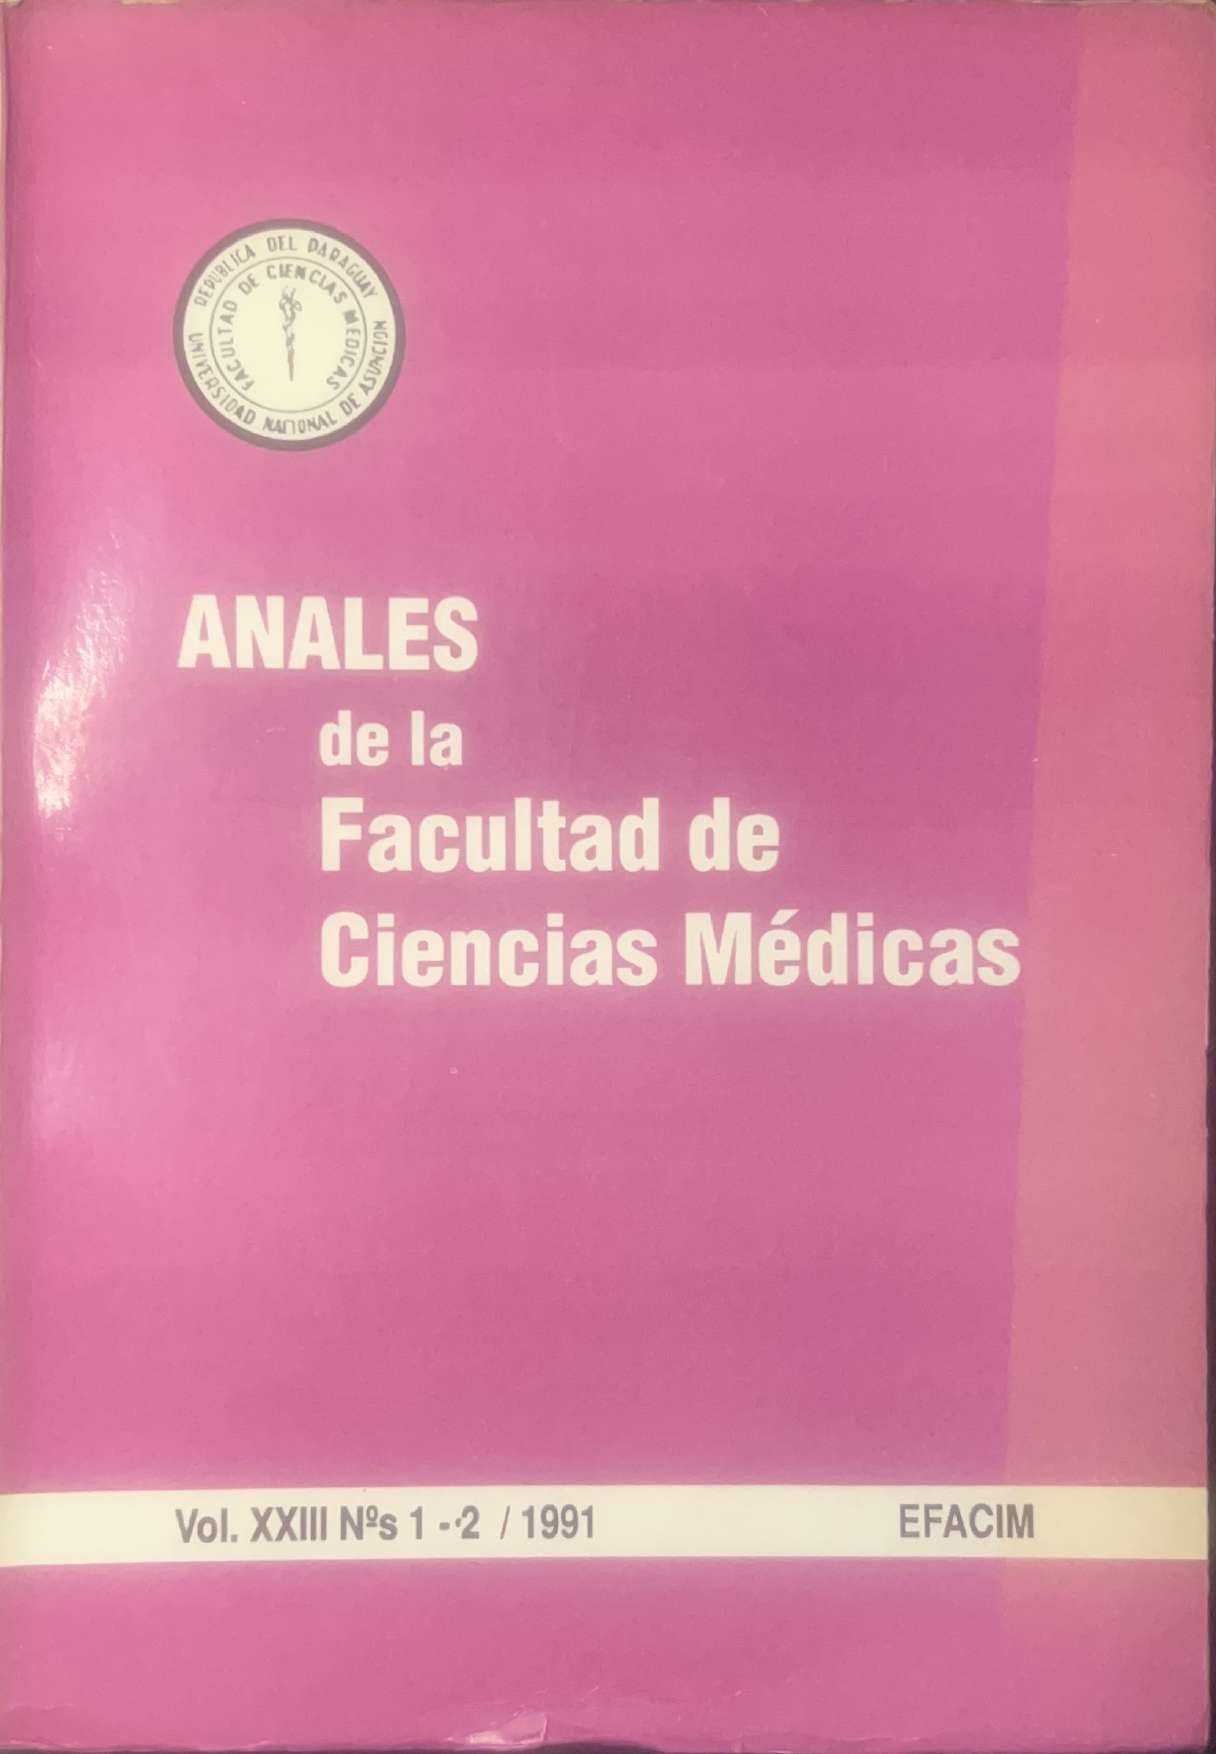 REPUBLICA DEL PARAGUAY
UNIVERSIDAD NACIONAL DE ASUNCION
FACULTAD DE CIENCIAS MEDICAS
ANALES
de la
Facultad de
Ciencias Médicas
Vol. XXIII Nºs 1 - 2 / 1991
EFACIM